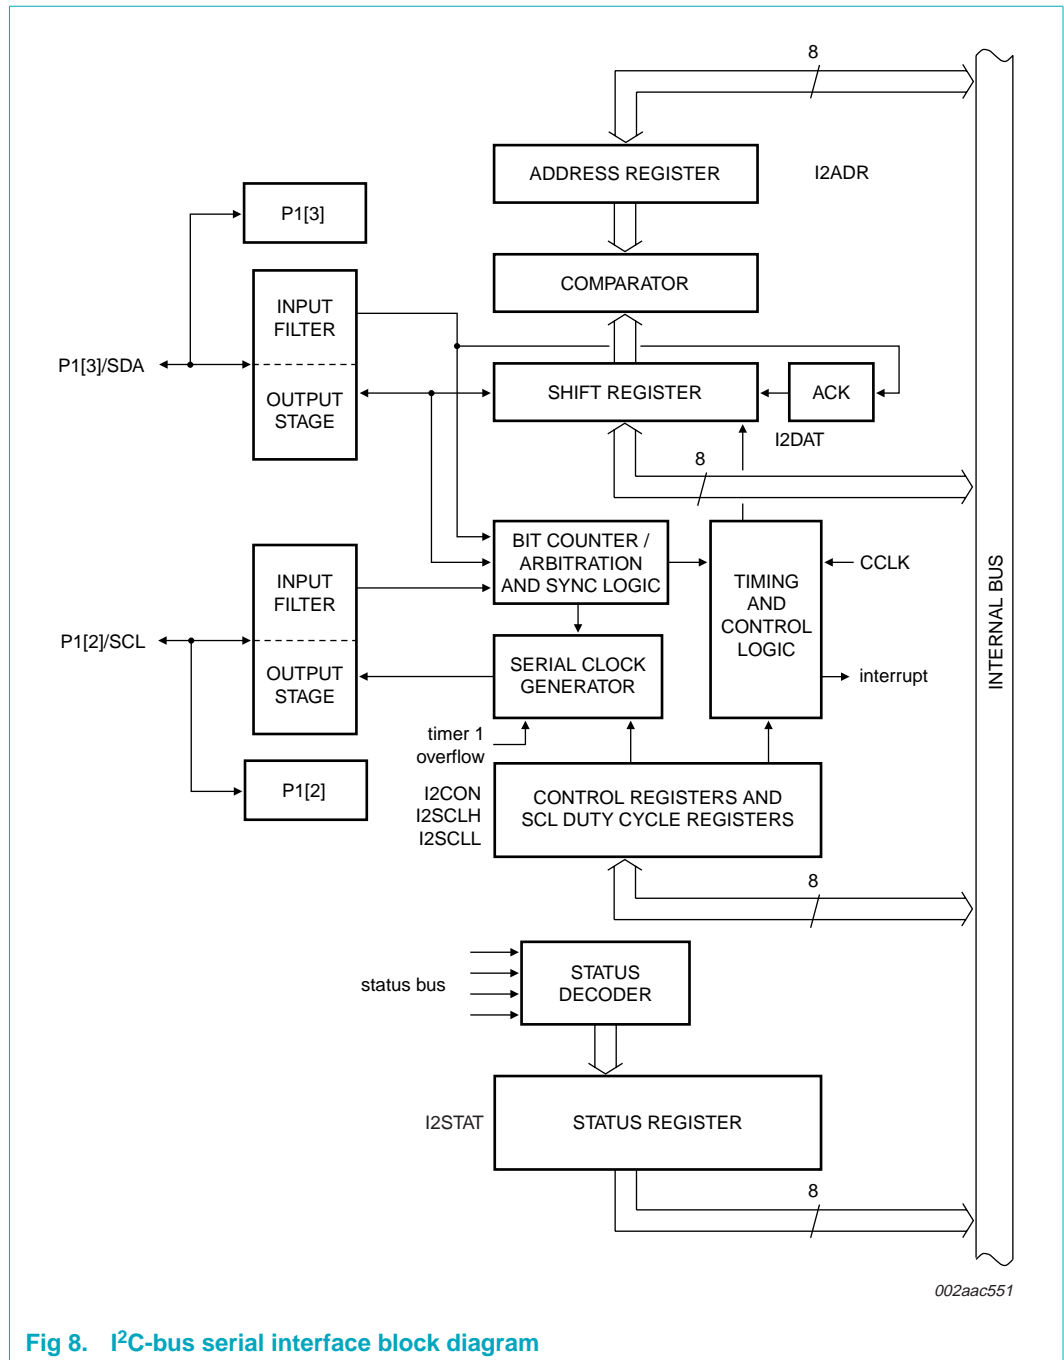 8
ADDRESS REGISTER
I2ADR
P1[3]
COMPARATOR
INPUT
FILTER
P1[3]/SDA
OUTPUT
STAGE
SHIFT REGISTER
ACK
I2DAT
8
BIT COUNTER /
ARBITRATION
AND SYNC LOGIC
INPUT
FILTER
TIMING
AND
CONTROL
LOGIC
CCLK
INTERNAL BUS
P1[2]/SCL
OUTPUT
STAGE
SERIAL CLOCK
GENERATOR
interrupt
timer 1
overflow
P1[2]
I2CON
I2SCLH
I2SCLL
CONTROL REGISTERS AND
SCL DUTY CYCLE REGISTERS
8
status bus
STATUS
DECODER
I2STAT
STATUS REGISTER
8
002aac551
Fig 8. I²C-bus serial interface block diagram